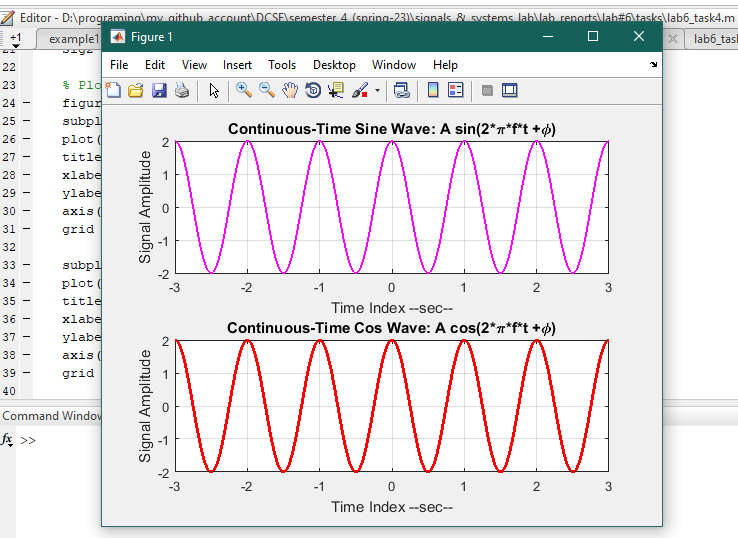 Editor - D:\programing\my_github_account\DCSE\semester_4_(spring-23)\signals_&_systems_lab\lab_reports\lab#6\tasks\lab6_task4.m
+1 example1 lab6_task
Figure 1
File Edit View Insert Tools Desktop Window Help
21 sig2
22
23 % Plo
24 – figur
25 – subpl
26 – plot(
27 – title
28 – xlabe
29 – ylabe
30 – axis(
31 – grid
32
33 – subpl
34 – plot(
35 – title
36 – xlabe
37 – ylabe
38 – axis(
39 – grid
40
Continuous-Time Sine Wave: A sin(2*π*f*t +ϕ)
Signal Amplitude
2
1
0
-1
-2
-3 -2 -1 0 1 2 3
Time Index --sec--
Continuous-Time Cos Wave: A cos(2*π*f*t +ϕ)
Signal Amplitude
2
1
0
-1
-2
-3 -2 -1 0 1 2 3
Time Index --sec--
Command Window
fx >>